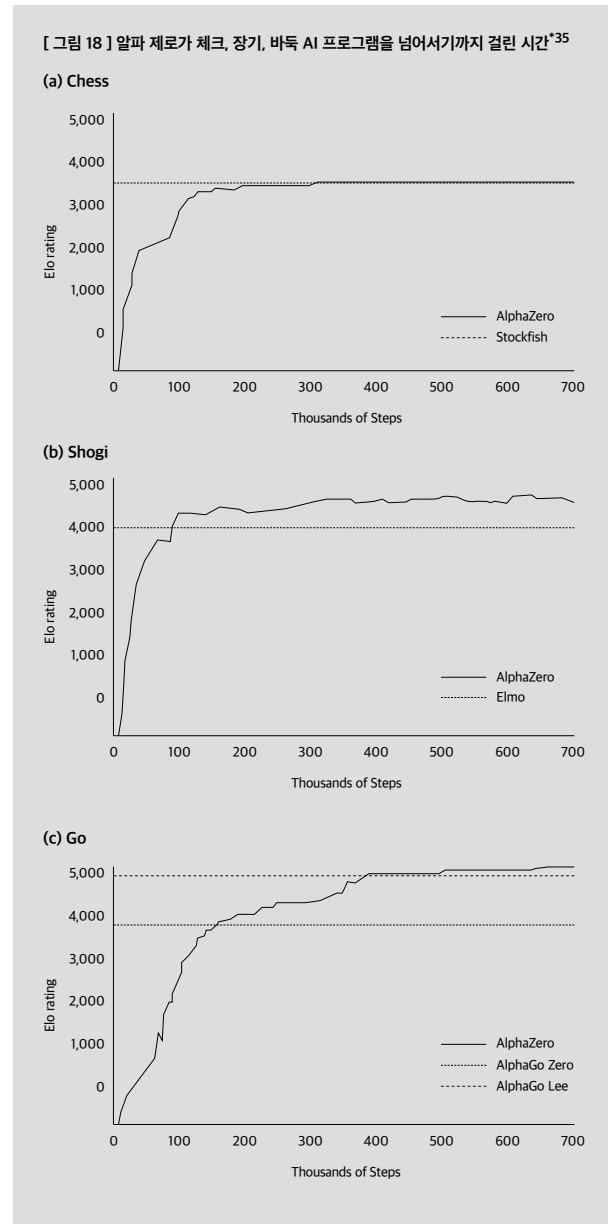 [ 그림 18 ] 알파 제로가 체크, 장기, 바둑 AI 프로그램을 넘어서기까지 걸린 시간*35
(a) Chess
5,000
4,000
3,000
2,000
1,000
0
Elo rating
AlphaZero
Stockfish
0 100 200 300 400 500 600 700
Thousands of Steps
(b) Shogi
5,000
4,000
3,000
2,000
1,000
0
Elo rating
AlphaZero
Elmo
0 100 200 300 400 500 600 700
Thousands of Steps
(c) Go
5,000
4,000
3,000
2,000
1,000
0
Elo rating
AlphaZero
AlphaGo Zero
AlphaGo Lee
0 100 200 300 400 500 600 700
Thousands of Steps